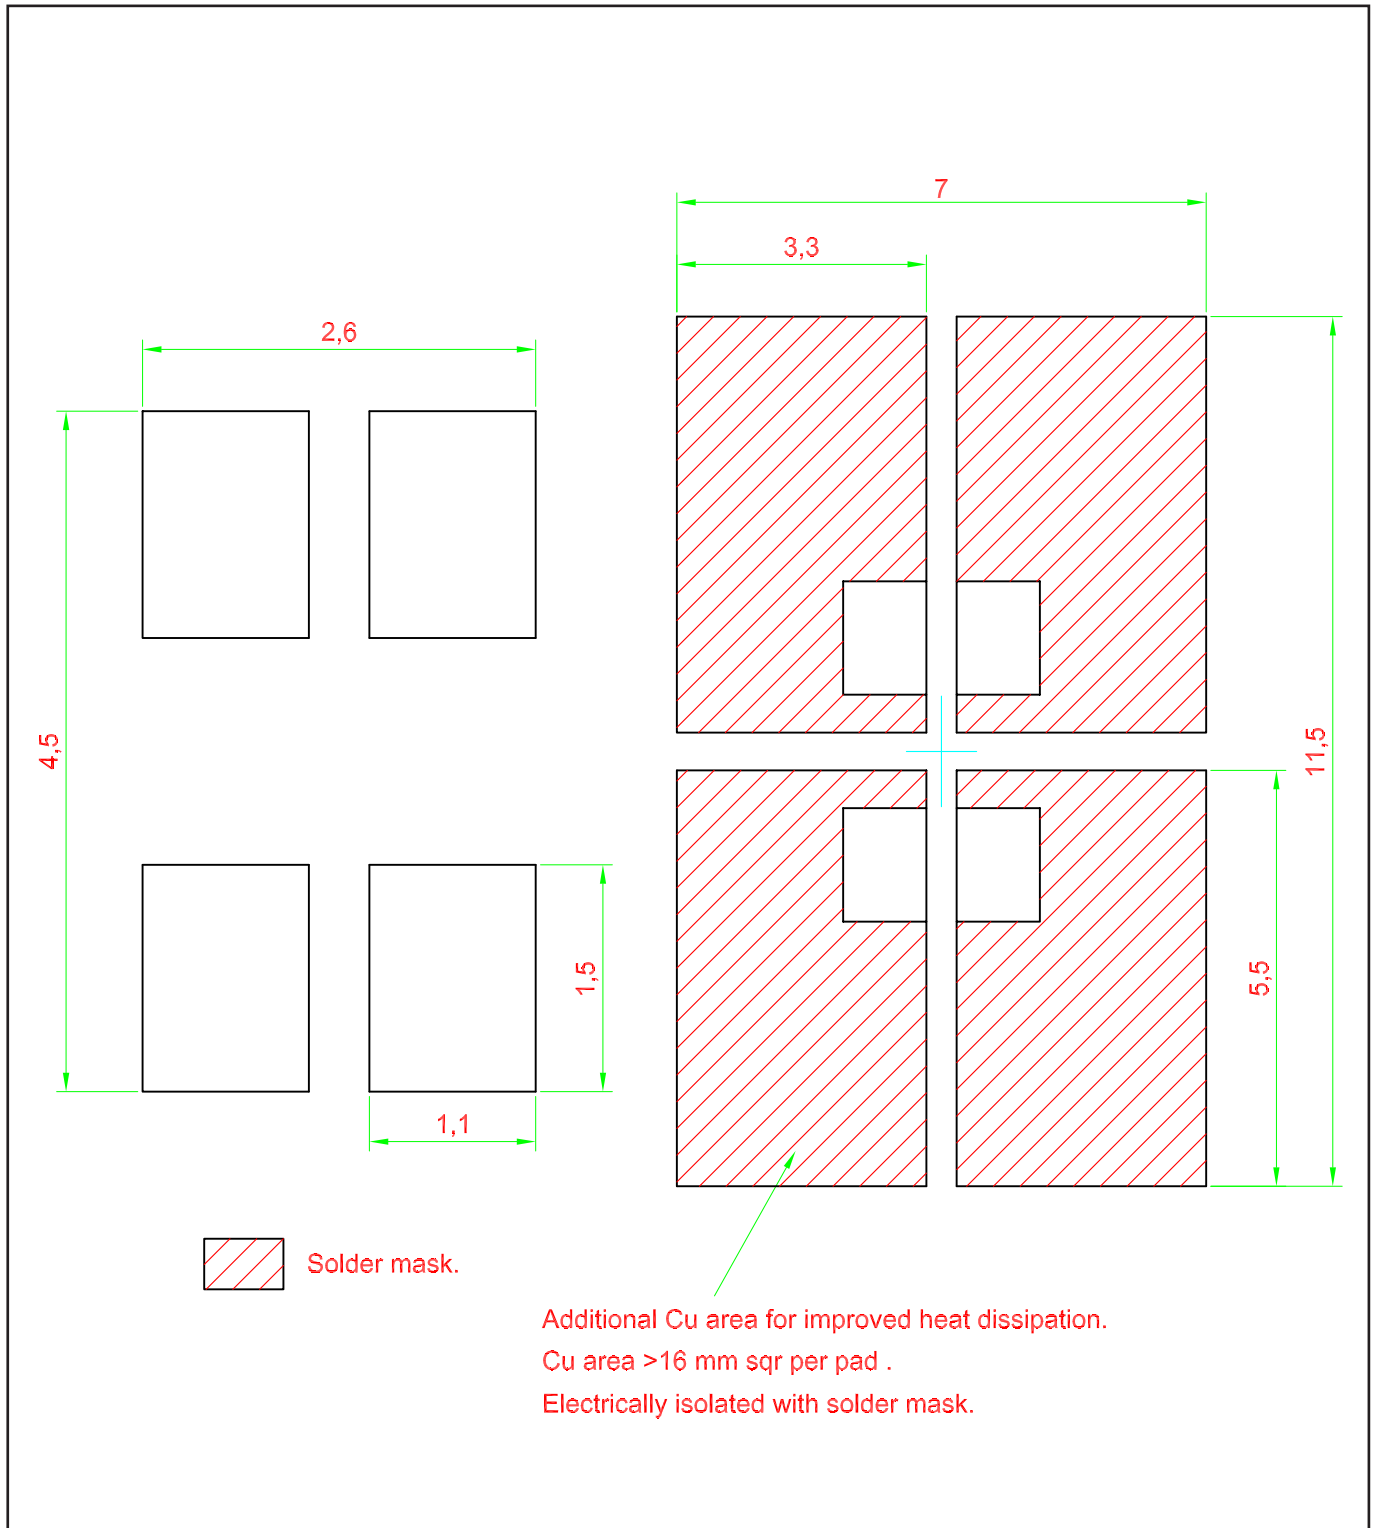 7
3,3
2,6
4,5
11,5
5,5
1,5
1,1
Solder mask.
Additional Cu area for improved heat dissipation.
Cu area >16 mm sqr per pad .
Electrically isolated with solder mask.